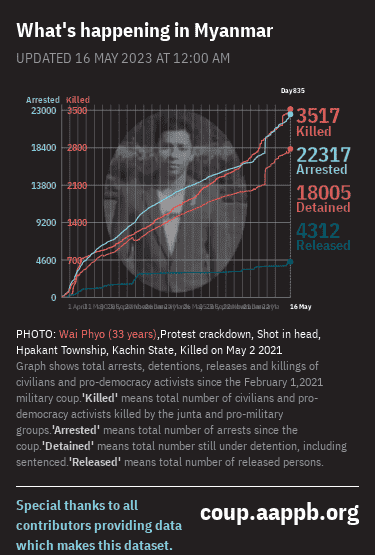 What's happening in Myanmar
UPDATED 16 MAY 2023 AT 12:00 AM
Day835
Arrested Killed
23000 3500
3517
Killed
18400 2800
22317
Arrested
13800 2100
18005
Detained
9200 1400
4312
Released
4600 700
0
16 May
PHOTO: Wai Phyo (33 years),Protest crackdown, Shot in head,
Hpakant Township, Kachin State, Killed on May 2 2021
Graph shows total arrests, detentions, releases and killings of
civilians and pro-democracy activists since the February 1,2021
military coup.'Killed' means total number of civilians and pro-
democracy activists killed by the junta and pro-military
groups.'Arrested' means total number of arrests since the
coup.'Detained' means total number still under detention, including
sentenced.'Released' means total number of released persons.
Special thanks to all
contributors providing data
which makes this dataset.
coup.aappb.org